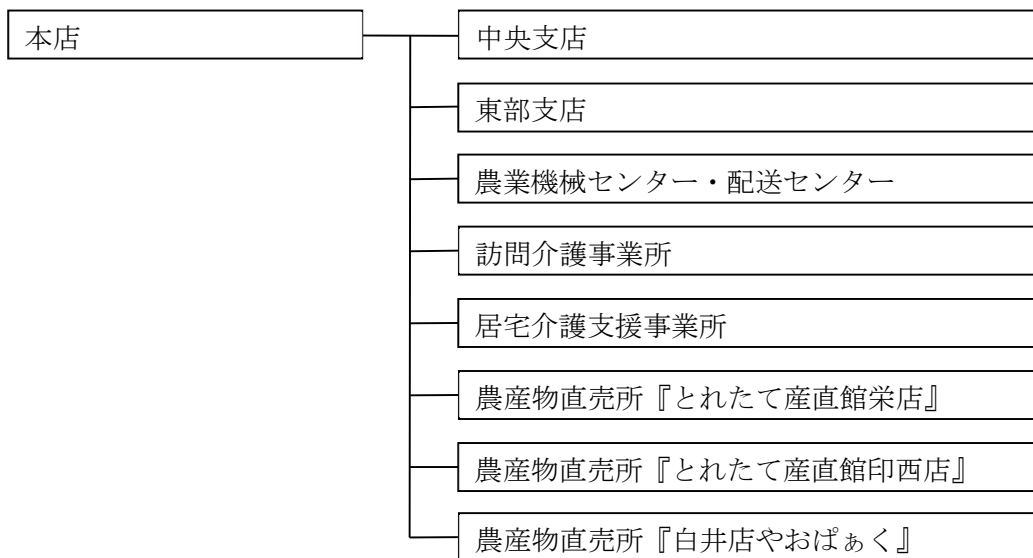 本店
中央支店
東部支店
農業機械センター・配送センター
訪問介護事業所
居宅介護支援事業所
農産物直売所『とれたて産直館栄店』
農産物直売所『とれたて産直館印西店』
農産物直売所『白井店やおぱぁく』